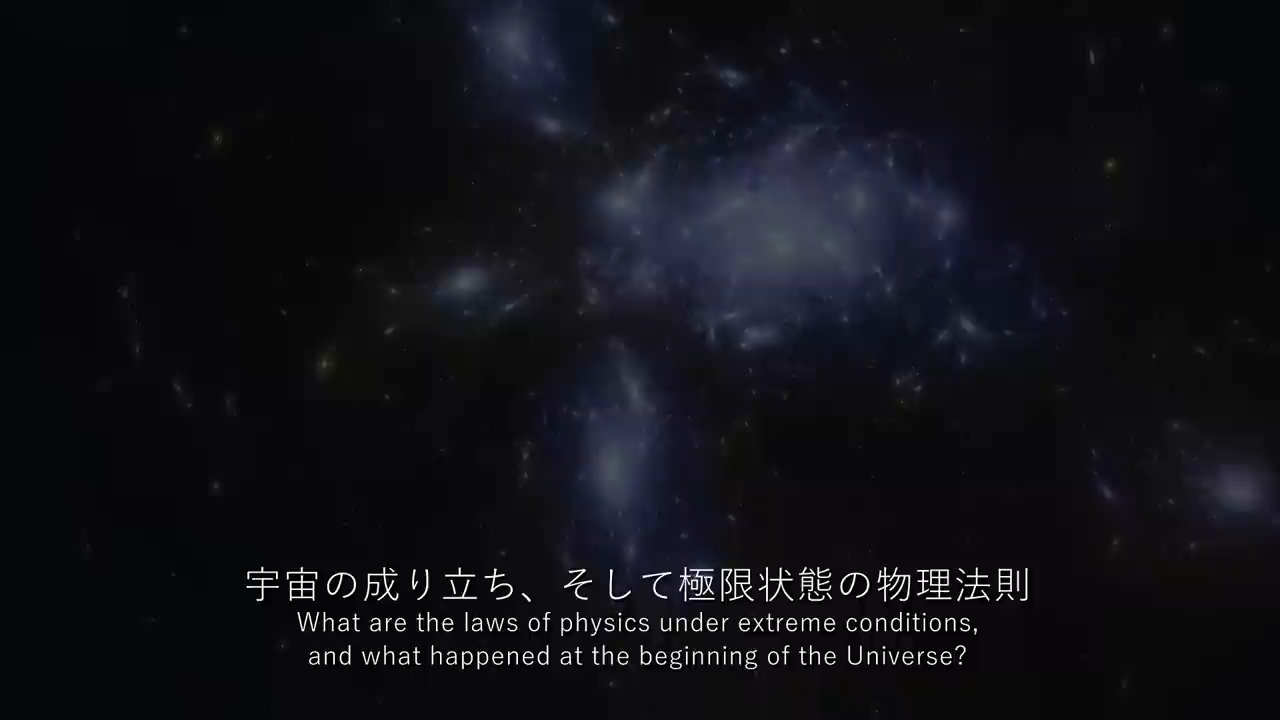 宇宙の成り立ち、そして極限状態の物理法則
What are the laws of physics under extreme conditions,
and what happened at the beginning of the Universe?